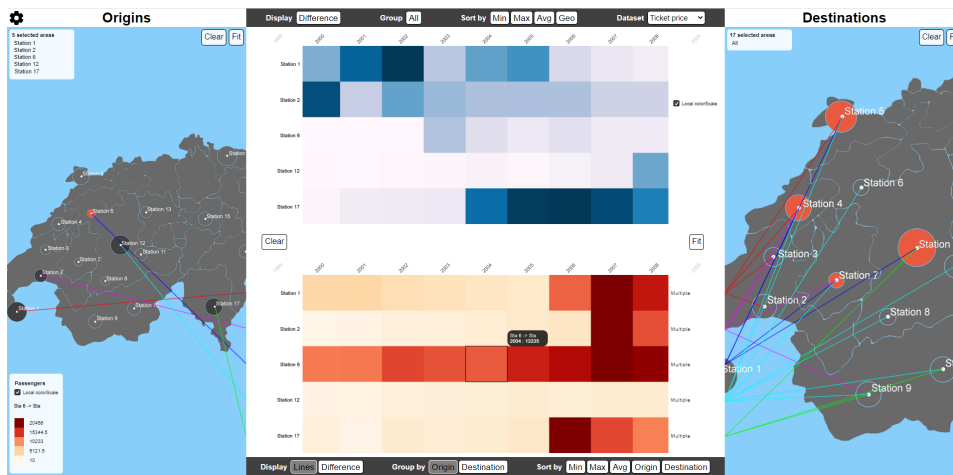 Origins
5 selected areas
Station 1
Station 2
Station 6
Station 12
Station 17
Clear Fit
Station 6
Station 13
Station 15
Station 4
Station 12
Station 11
Station 3
Station 7
Station 2
Station 8
Station 17
Station 9
Passengers
Local colorScale
Sta 6 -> Sta
20456
15344.5
10233
5121.5
10
Display Difference Group All Sort by Min Max Avg Geo Dataset Ticket price
1999 2000 2001 2002 2003 2004 2005 2006 2007 2008 2009
Station 1
Station 2
Station 6
Station 12
Station 17
Local colorScale
Clear Fit
1999 2000 2001 2002 2003 2004 2005 2006 2007 2008 2009
Station 1 Multiple
Station 2 Multiple
Sta 6 -> Sta
2004 : 13335
Station 6 Multiple
Station 12 Multiple
Station 17 Multiple
Display Lines Difference Group by Origin Destination Sort by Min Max Avg Origin Destination
Destinations
17 selected areas
All
Clear
Station 5
Station 6
Station 4
Station
Station 3
Station 7
Station 2
Station 8
Station 1
Station 9